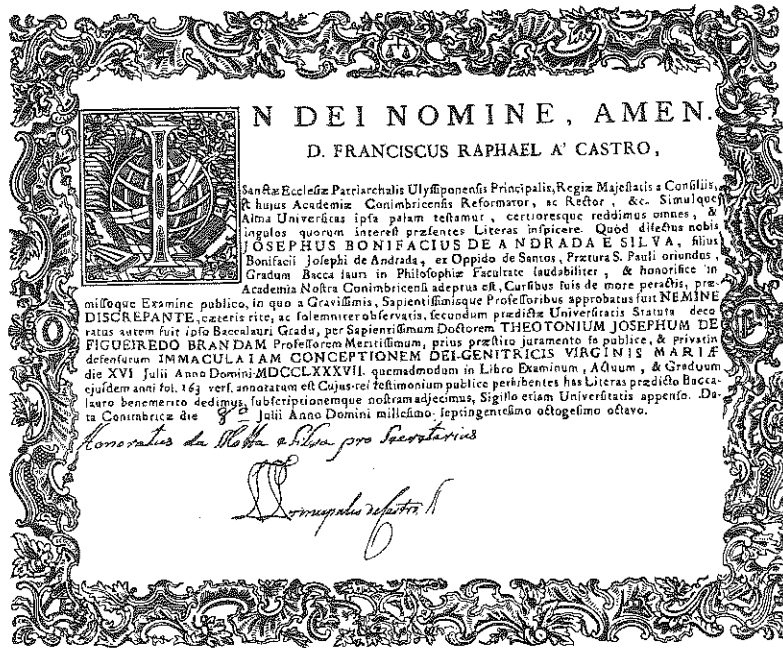 IN DEI NOMINE, AMEN.
D. FRANCISCUS RAPHAEL A' CASTRO,
Sanctæ Ecclesiæ Patriarchalis Ulyssiponensis Principalis, Regiæ Majestatis a Consiliis,
st hujus Academiæ Conimbricensis Reformator, ac Rector, &c. Simulque
Alma Universitas ipsa palam testamur, certioresque reddimus omnes, &
ingulos quorum interest præsentes Literas inspicere. Quòd dilectus nobis
JOSEPHUS BONIFACIUS DE ANDRADA E SILVA, filius
Bonifacii Josephi de Andrada, ex Oppido de Santos, Prætura S. Pauli oriundus,
Gradum Baccalauri in Philosophiæ Facultate laudabiliter, & honorifice in
Academia Nostra Conimbricensi adeptus est, Cursibus suis de more peractis, præ-
missoque Examine publico, in quo a Gravissimis, Sapientissimisque Professoribus approbatus fuit NEMINE
DISCREPANTE, cæteris rite, ac solemniter observatis, secundum prædictæ Universitatis Statuta deco
ratus autem fuit ipso Baccalauri Gradu, per Sapientissimum Doctorem THEOTONIUM JOSEPHUM DE
FIGUEIREDO BRANDAM Professorem Meritissimum, prius præstito juramento se publice, & privatin
defensurum IMMACULATAM CONCEPTIONEM DEI-GENITRICIS VIRGINIS MARIÆ
die XVI Julii Anno Domini MDCCLXXXVII. quemadmodum in Libro Examinum, Actuum, & Graduum
ejusdem anni fol. 163 vers. annotatum est Cujus rei testimonium publice perhibentes has Literas prædicto Bacca-
lauro benemerito dedimus, subscriptionemque nostram adjecimus, Sigillo etiam Universitatis appenso. Da-
ta Conimbricæ die 8ª Julii Anno Domini millesimo septingentesimo octogesimo octavo.
Honoratus da Motta e Silva pro Secretarius
Principalis de Castro R